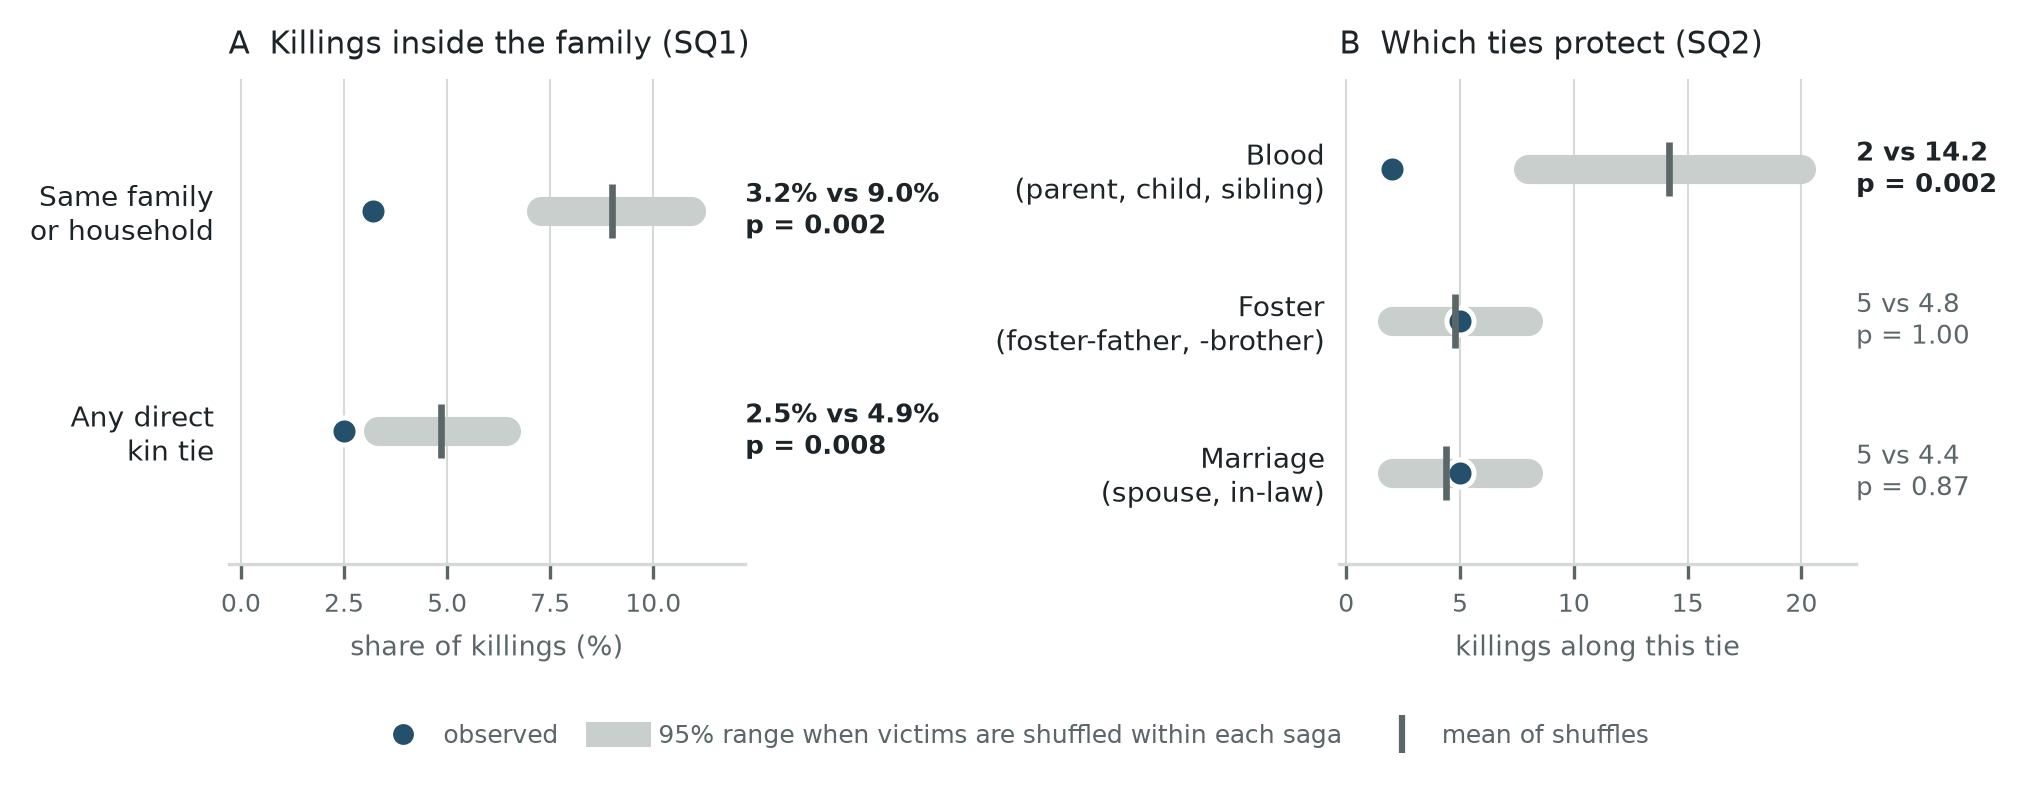 A Killings inside the family (SQ1)
Same family
or household
3.2% vs 9.0%
p = 0.002
Any direct
kin tie
2.5% vs 4.9%
p = 0.008
0.0 2.5 5.0 7.5 10.0
share of killings (%)
B Which ties protect (SQ2)
Blood
(parent, child, sibling)
2 vs 14.2
p = 0.002
Foster
(foster-father, -brother)
5 vs 4.8
p = 1.00
Marriage
(spouse, in-law)
5 vs 4.4
p = 0.87
0 5 10 15 20
killings along this tie
observed 95% range when victims are shuffled within each saga mean of shuffles